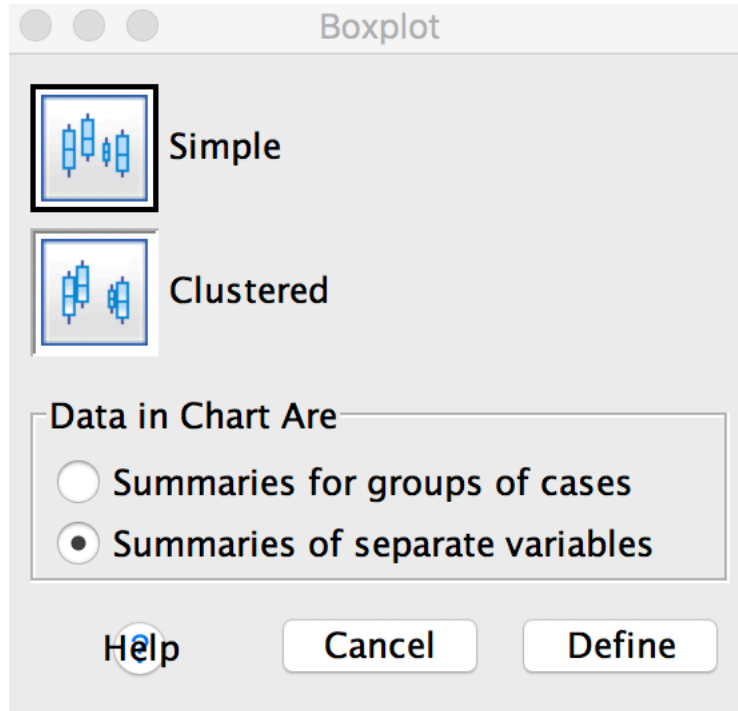 Boxplot
Simple
Clustered
Data in Chart Are
Summaries for groups of cases
Summaries of separate variables
Help ? Cancel Define